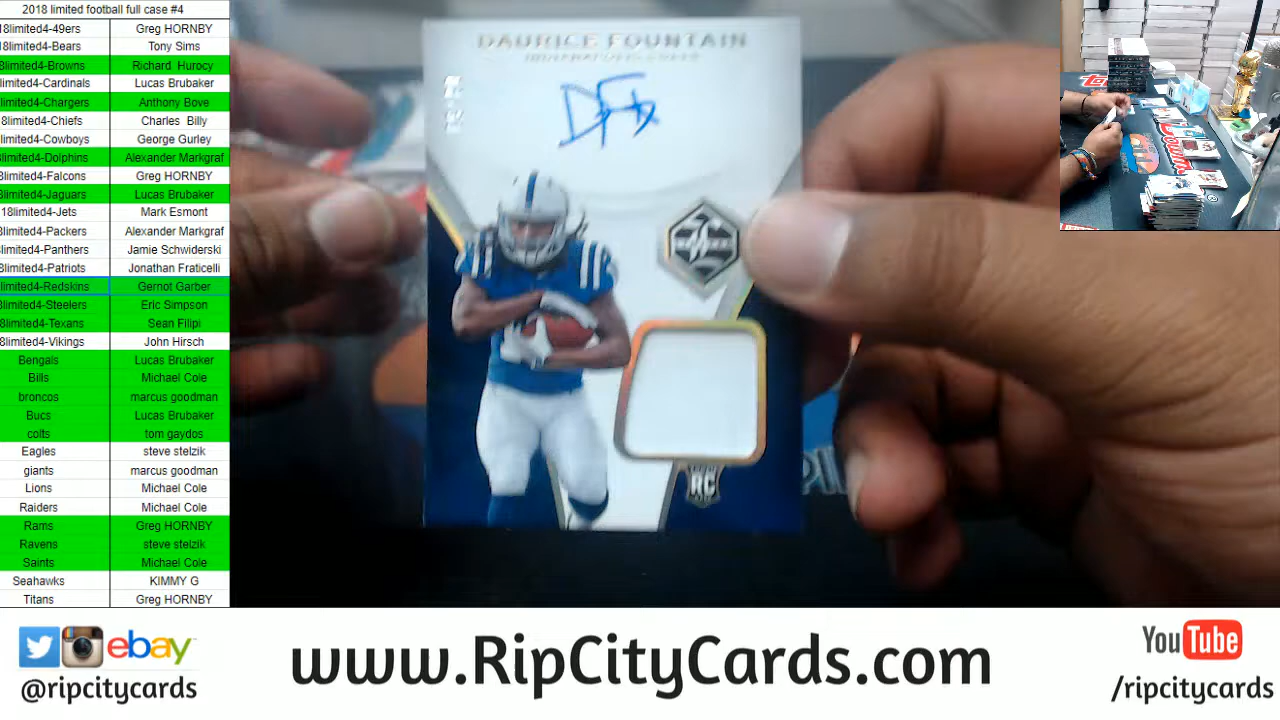 2018 limited football full case #4
18limited4-49ers Greg HORNBY
18limited4-Bears Tony Sims
8limited4-Browns Richard Hurocy
limited4-Cardinals Lucas Brubaker
limited4-Chargers Anthony Bove
8limited4-Chiefs Charles Billy
limited4-Cowboys George Gurley
limited4-Dolphins Alexander Markgraf
8limited4-Falcons Greg HORNBY
limited4-Jaguars Lucas Brubaker
18limited4-Jets Mark Esmont
limited4-Packers Alexander Markgraf
limited4-Panthers Jamie Schwiderski
limited4-Patriots Jonathan Fraticelli
limited4-Redskins Gernot Garber
limited4-Steelers Eric Simpson
8limited4-Texans Sean Filipi
limited4-Vikings John Hirsch
Bengals Lucas Brubaker
Bills Michael Cole
broncos marcus goodman
Bucs Lucas Brubaker
colts tom gaydos
Eagles steve stelzik
giants marcus goodman
Lions Michael Cole
Raiders Michael Cole
Rams Greg HORNBY
Ravens steve stelzik
Saints Michael Cole
Seahawks KIMMY G
Titans Greg HORNBY
DAURICE FOUNTAIN
INDIANAPOLIS COLTS
RC
ebay
@ripcitycards
www.RipCityCards.com
YouTube
/ripcitycards